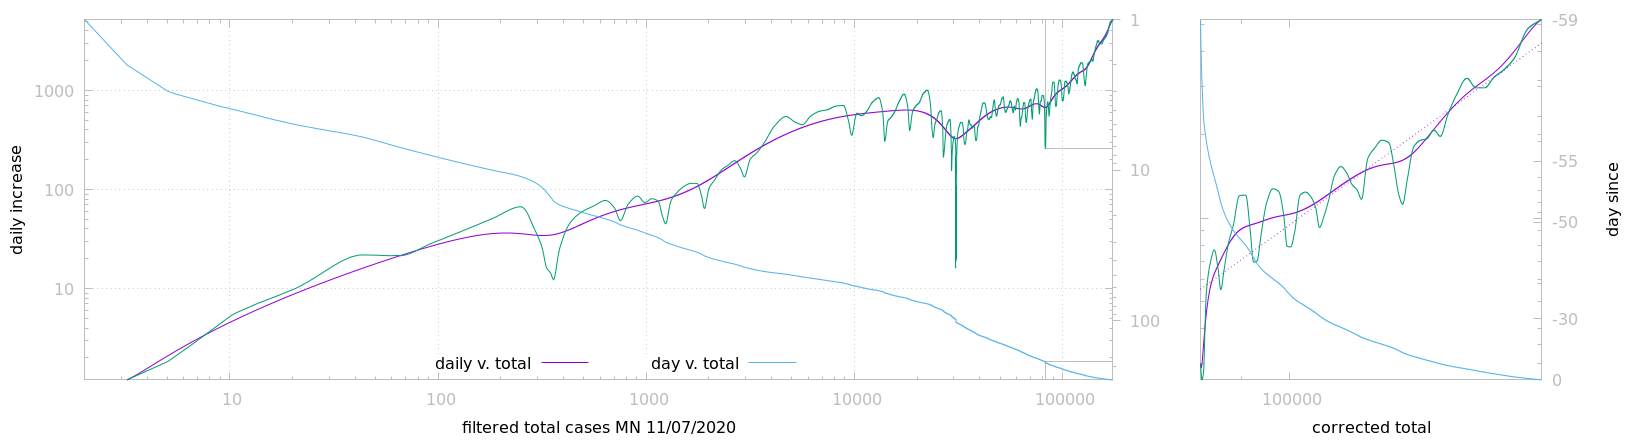 daily increase
1000
100
10
10
100
1000
10000
100000
filtered total cases MN 11/07/2020
daily v. total
day v. total
1
10
100
100000
corrected total
-59
-55
-50
-30
0
day since